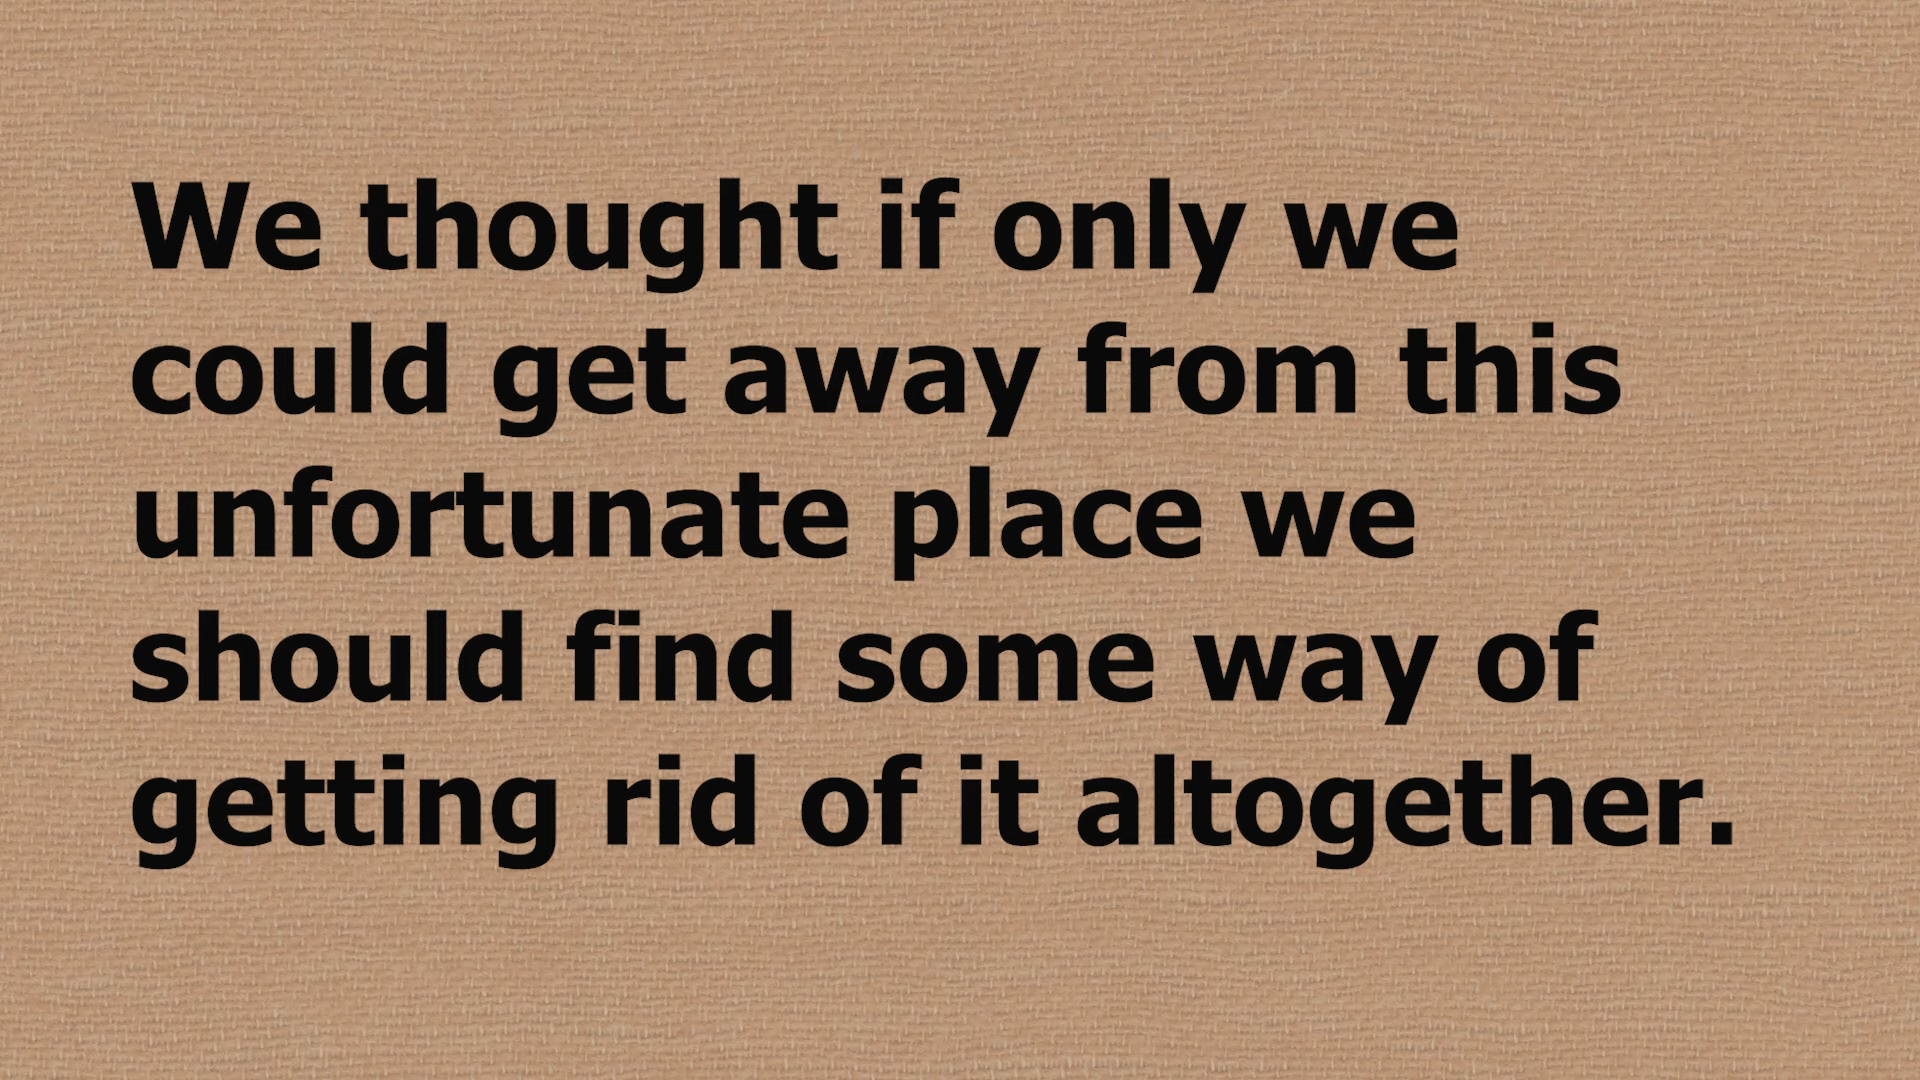 We thought if only we
could get away from this
unfortunate place we
should find some way of
getting rid of it altogether.